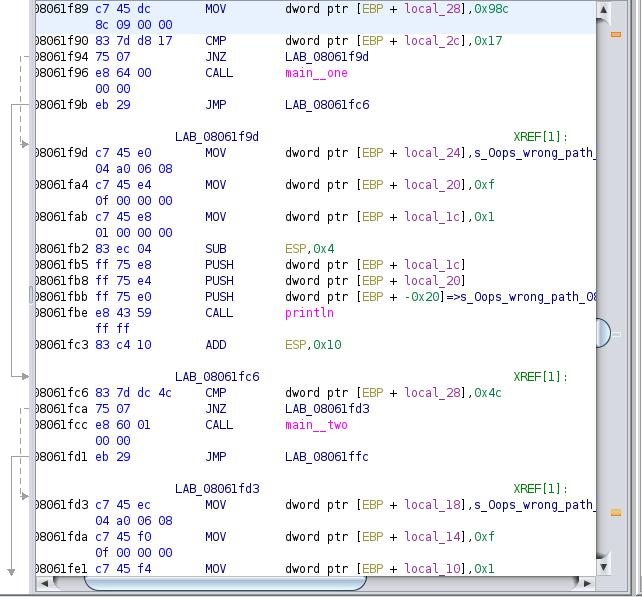 08061f89 c7 45 dc MOV dword ptr [EBP + local_28],0x98c
8c 09 00 00
08061f90 83 7d d8 17 CMP dword ptr [EBP + local_2c],0x17
08061f94 75 07 JNZ LAB_08061f9d
08061f96 e8 64 00 CALL main__one
00 00
08061f9b eb 29 JMP LAB_08061fc6
LAB_08061f9d XREF[1]:
08061f9d c7 45 e0 MOV dword ptr [EBP + local_24],s_Oops_wrong_path_
04 a0 06 08
08061fa4 c7 45 e4 MOV dword ptr [EBP + local_20],0xf
0f 00 00 00
08061fab c7 45 e8 MOV dword ptr [EBP + local_1c],0x1
01 00 00 00
08061fb2 83 ec 04 SUB ESP,0x4
08061fb5 ff 75 e8 PUSH dword ptr [EBP + local_1c]
08061fb8 ff 75 e4 PUSH dword ptr [EBP + local_20]
08061fbb ff 75 e0 PUSH dword ptr [EBP + -0x20]=>s_Oops_wrong_path_08
08061fbe e8 43 59 CALL println
ff ff
08061fc3 83 c4 10 ADD ESP,0x10
LAB_08061fc6 XREF[1]:
08061fc6 83 7d dc 4c CMP dword ptr [EBP + local_28],0x4c
08061fca 75 07 JNZ LAB_08061fd3
08061fcc e8 60 01 CALL main__two
00 00
08061fd1 eb 29 JMP LAB_08061ffc
LAB_08061fd3 XREF[1]:
08061fd3 c7 45 ec MOV dword ptr [EBP + local_18],s_Oops_wrong_path_
04 a0 06 08
08061fda c7 45 f0 MOV dword ptr [EBP + local_14],0xf
0f 00 00 00
08061fe1 c7 45 f4 MOV dword ptr [EBP + local_10],0x1